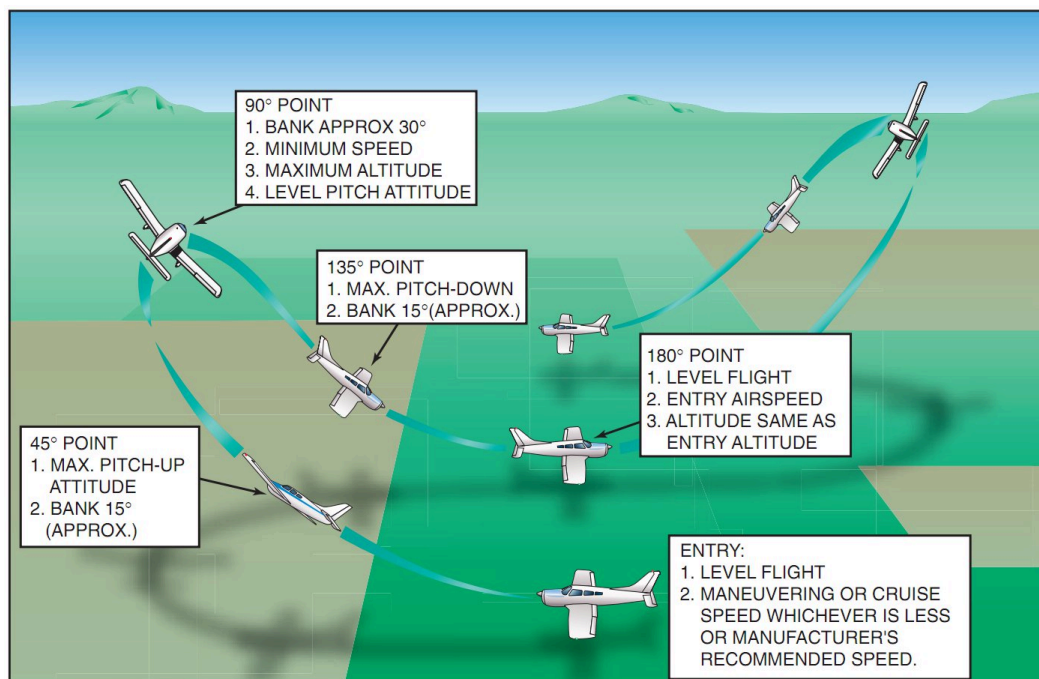 90° POINT
1. BANK APPROX 30°
2. MINIMUM SPEED
3. MAXIMUM ALTITUDE
4. LEVEL PITCH ATTITUDE
135° POINT
1. MAX. PITCH-DOWN
2. BANK 15°(APPROX.)
180° POINT
1. LEVEL FLIGHT
2. ENTRY AIRSPEED
3. ALTITUDE SAME AS
ENTRY ALTITUDE
45° POINT
1. MAX. PITCH-UP
ATTITUDE
2. BANK 15°
(APPROX.)
ENTRY:
1. LEVEL FLIGHT
2. MANEUVERING OR CRUISE
SPEED WHICHEVER IS LESS
OR MANUFACTURER'S
RECOMMENDED SPEED.